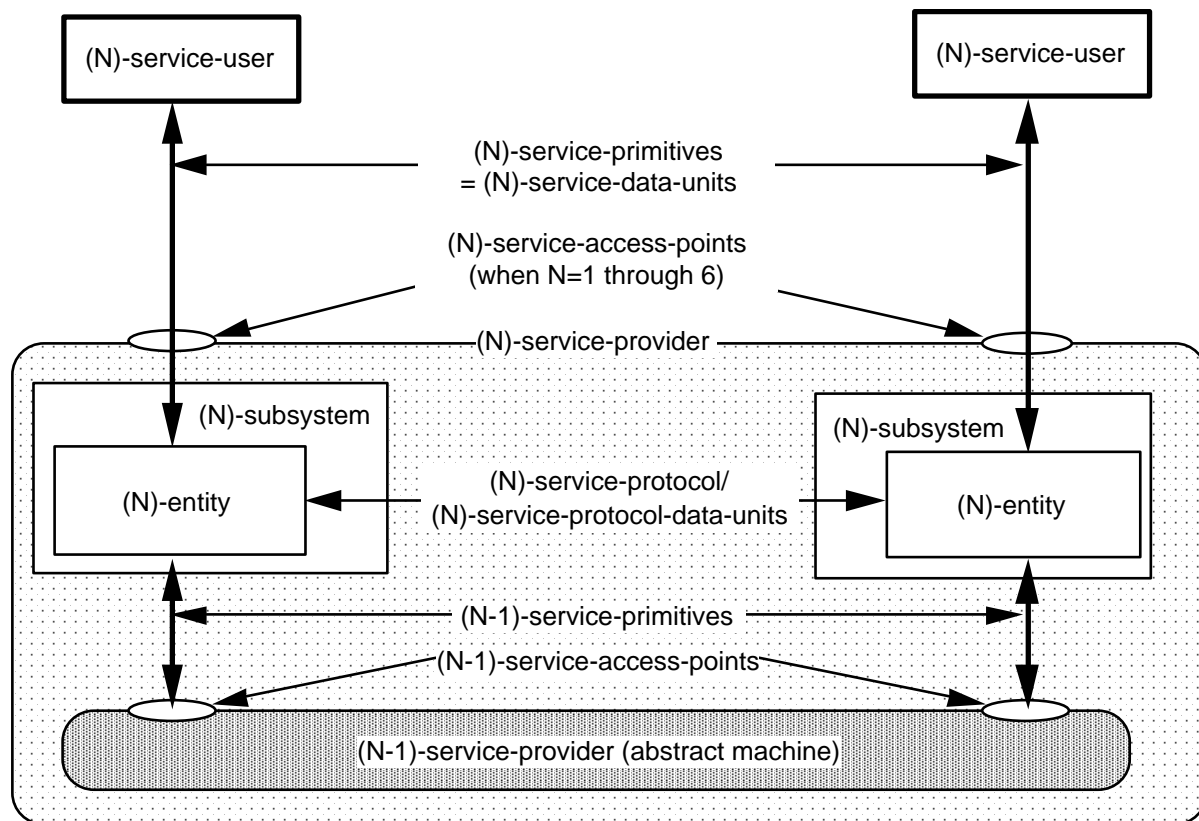 (N)-service-user
(N)-service-user
(N)-service-primitives
= (N)-service-data-units
(N)-service-access-points
(when N=1 through 6)
(N)-service-provider
(N)-subsystem
(N)-subsystem
(N)-entity
(N)-service-protocol/
(N)-service-protocol-data-units
(N)-entity
(N-1)-service-primitives
(N-1)-service-access-points
(N-1)-service-provider (abstract machine)